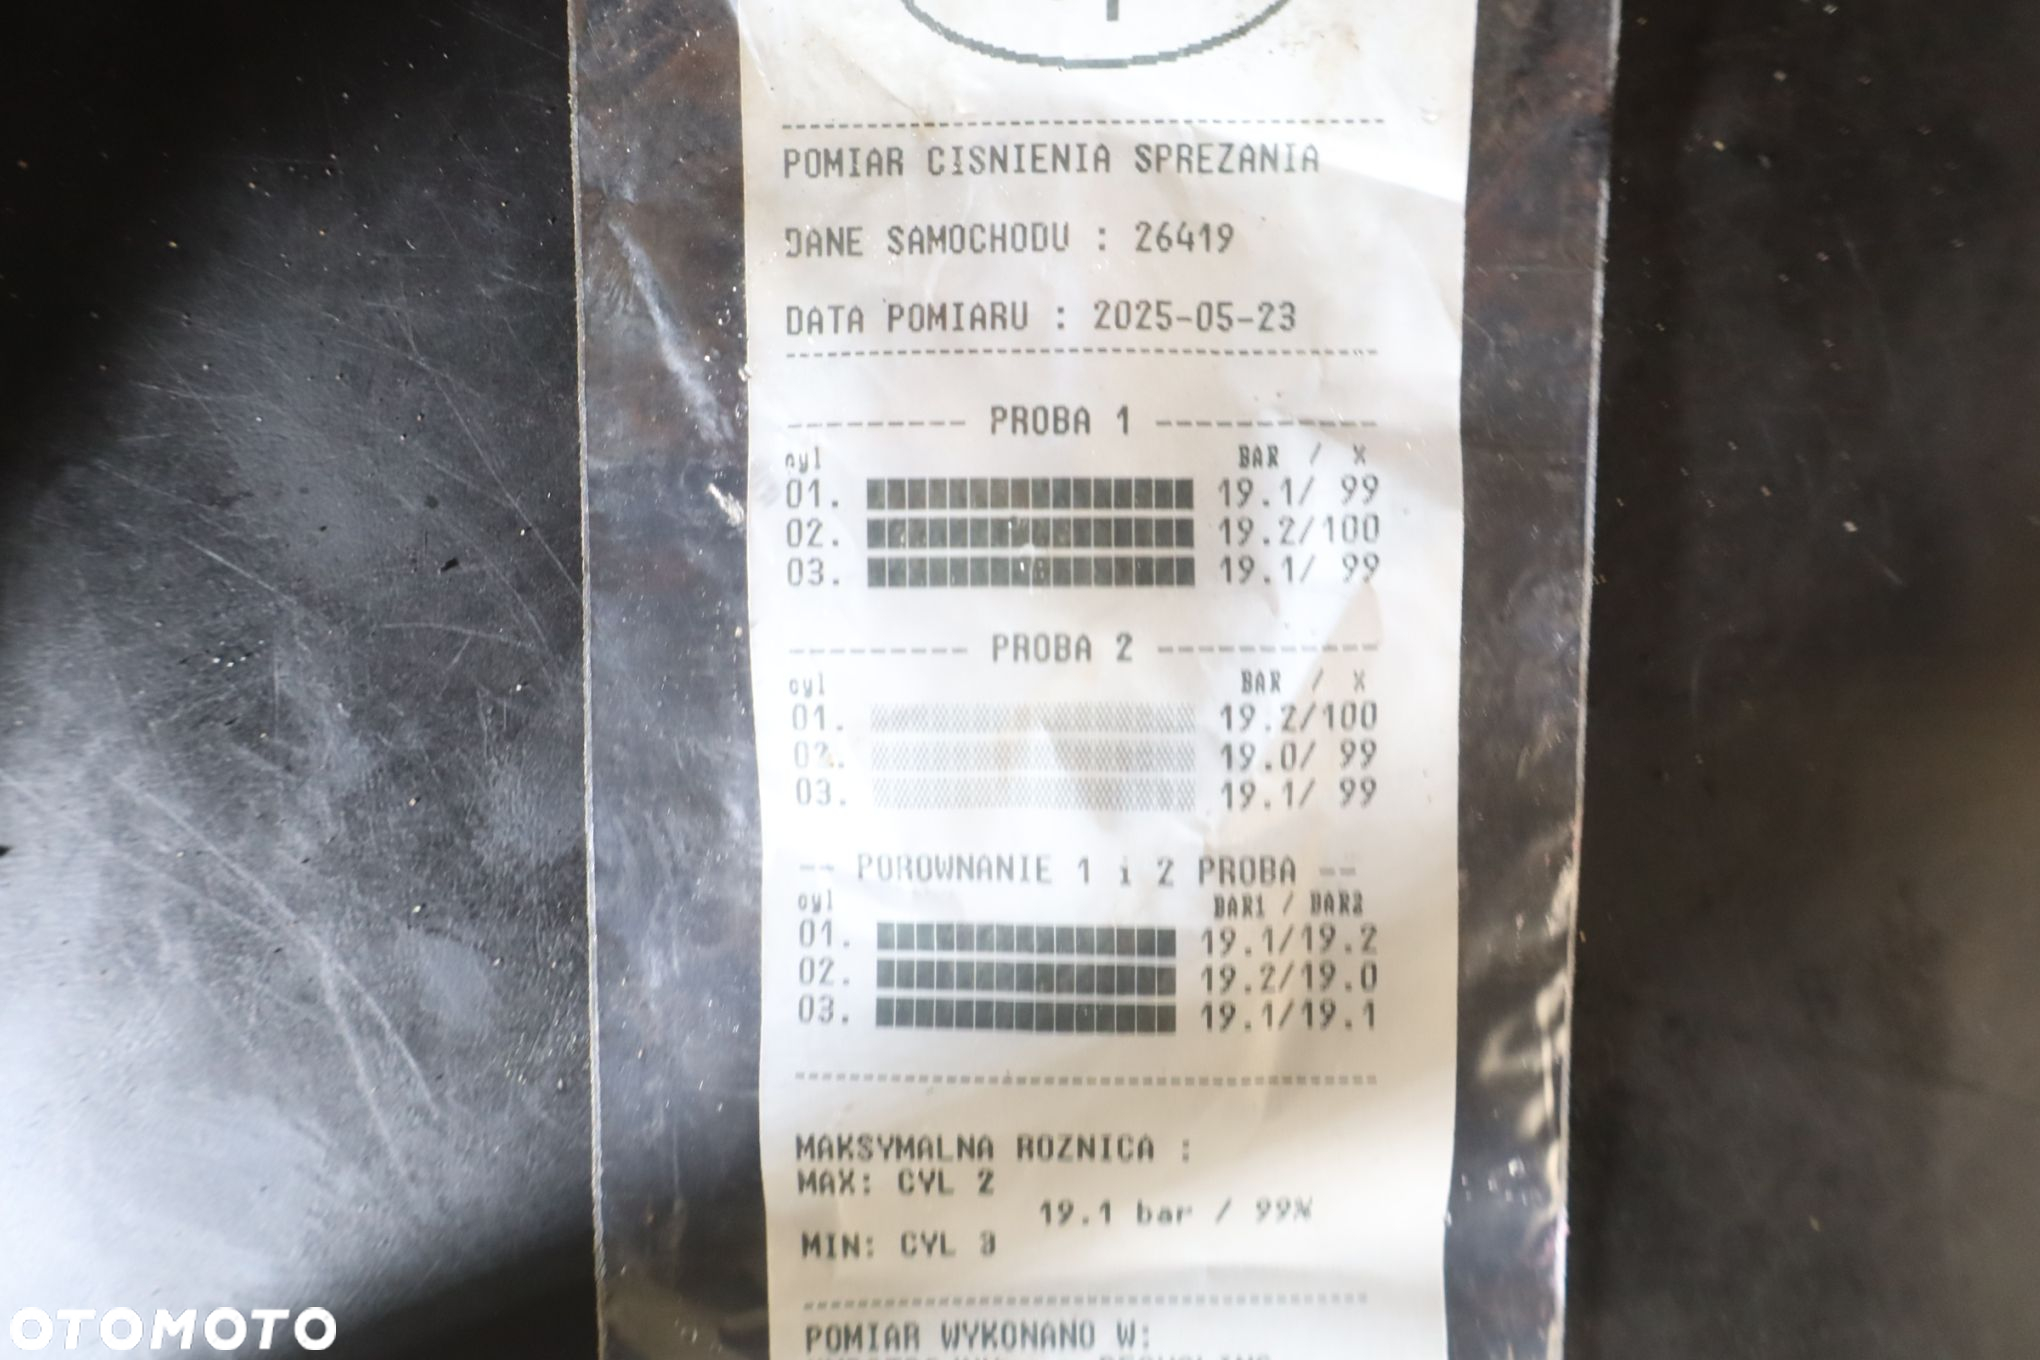 POMIAR CISNIENIA SPREZANIA
DANE SAMOCHODU : 26419
DATA POMIARU : 2025-05-23
--------- PROBA 1 -----------
cyl BAR / %
01. 19.1/ 99
02. 19.2/100
03. 19.1/ 99
--------- PROBA 2 -----------
cyl BAR / %
01. 19.2/100
02. 19.0/ 99
03. 19.1/ 99
-- POROWNANIE 1 i 2 PROBA --
cyl BAR1 / BAR2
01. 19.1/19.2
02. 19.2/19.0
03. 19.1/19.1
MAKSYMALNA ROZNICA :
MAX: CYL 2
19.1 bar / 99%
MIN: CYL 3
POMIAR WYKONANO W:
OTOMOTO